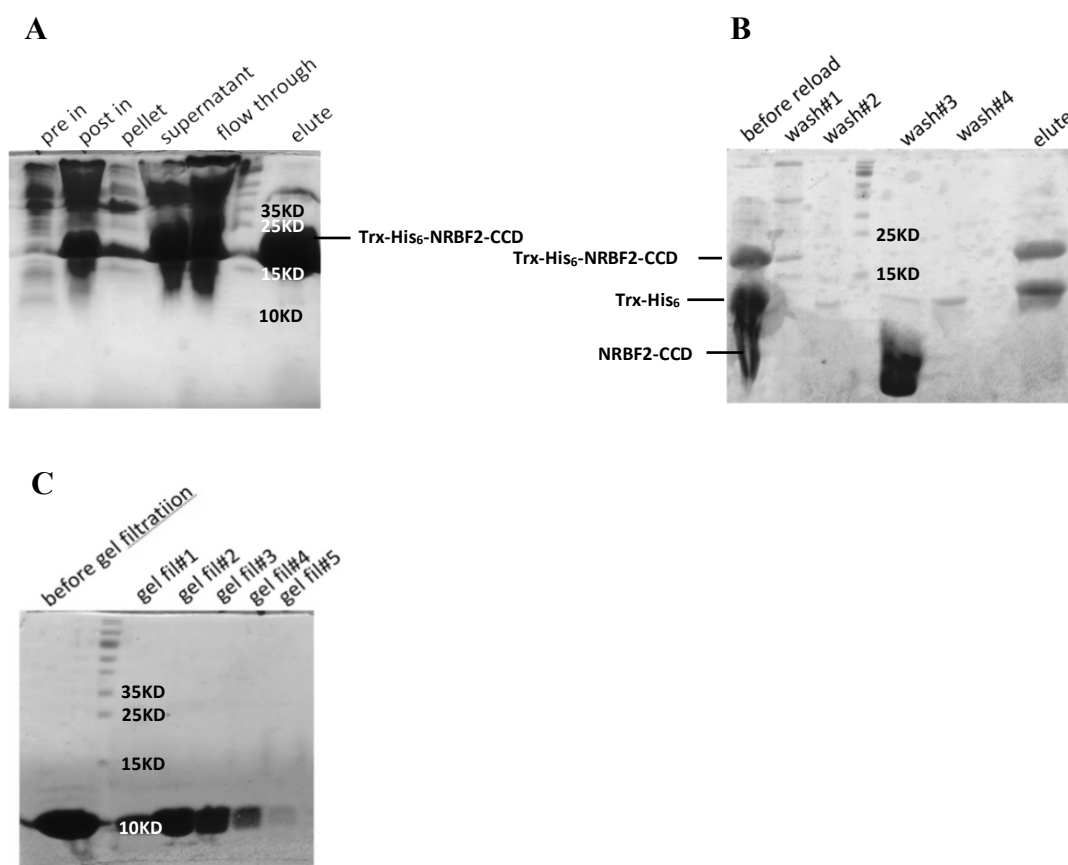 A
pre in
post in
pellet
supernatant
flow through
elute
35KD
25KD
15KD
10KD
Trx-His₆-NRBF2-CCD
B
before reload
wash#1
wash#2
wash#3
wash#4
elute
25KD
15KD
Trx-His₆-NRBF2-CCD
Trx-His₆
NRBF2-CCD
C
before gel filtratiion
gel fil#1
gel fil#2
gel fil#3
gel fil#4
gel fil#5
35KD
25KD
15KD
10KD